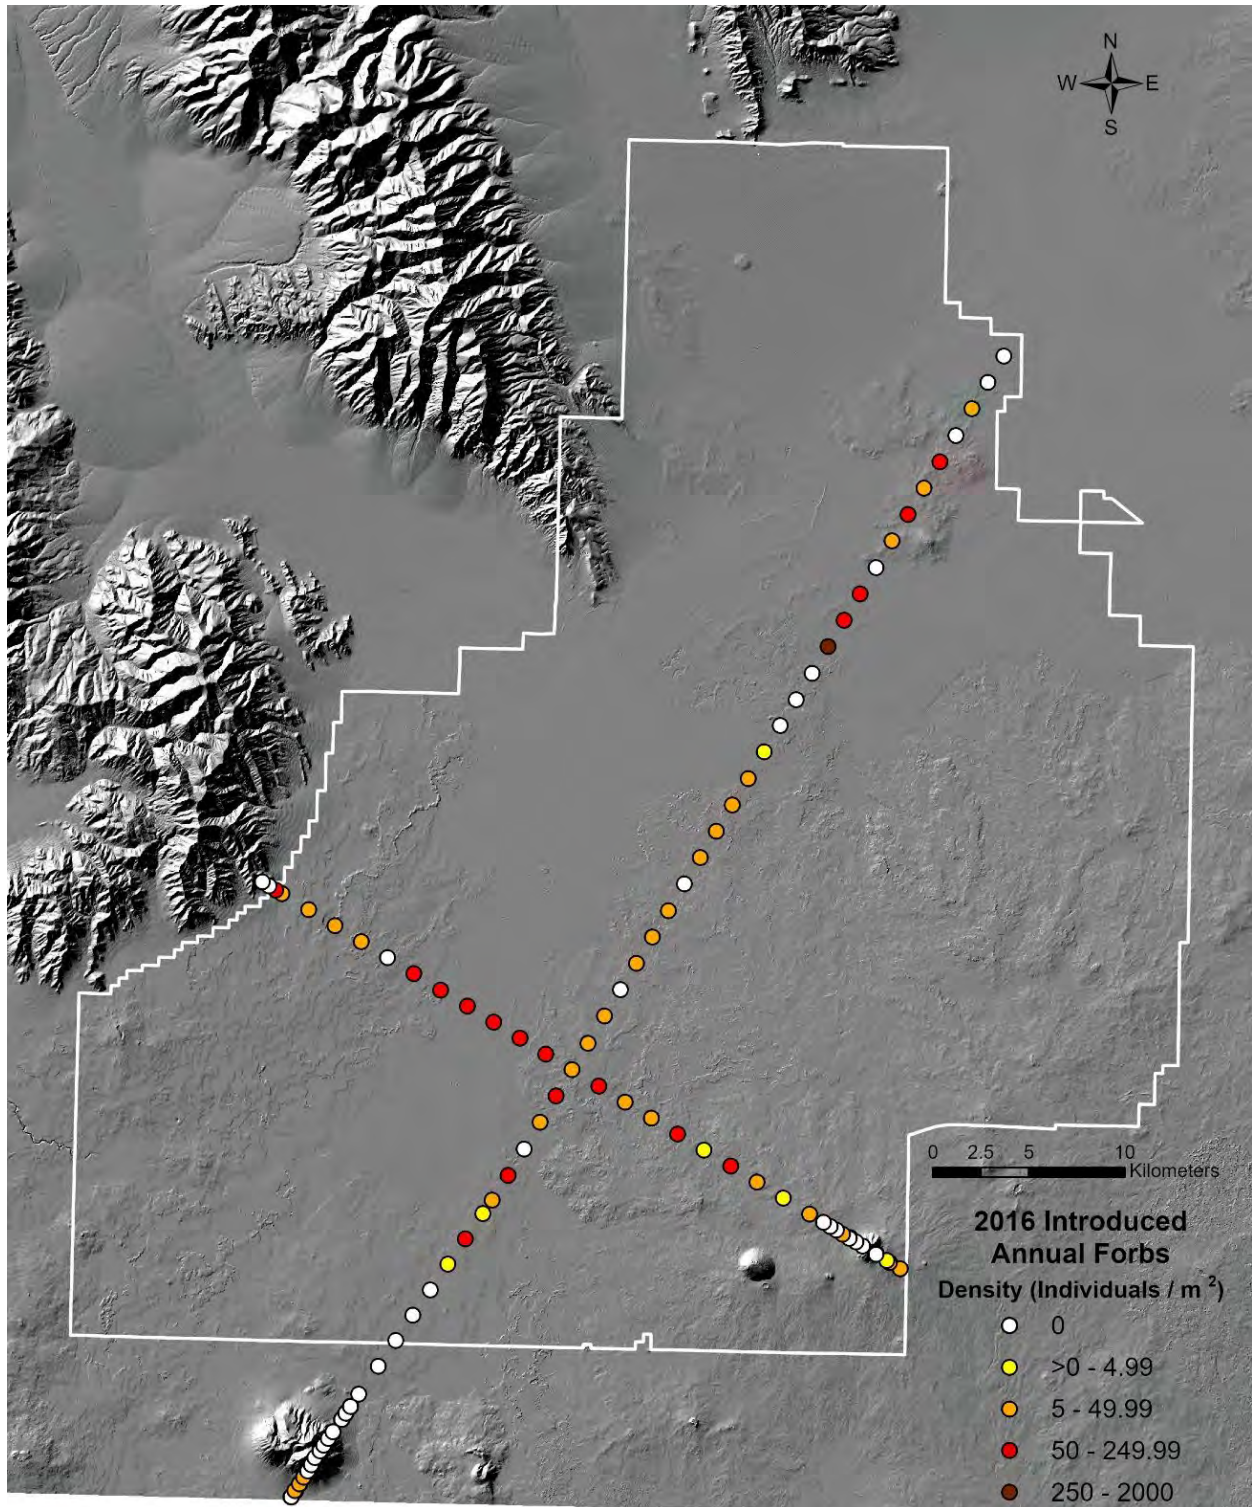 N
W E
S
0 2.5 5 10
Kilometers
2016 Introduced
Annual Forbs
Density (Individuals / m²)
0
>0 - 4.99
5 - 49.99
50 - 249.99
250 - 2000